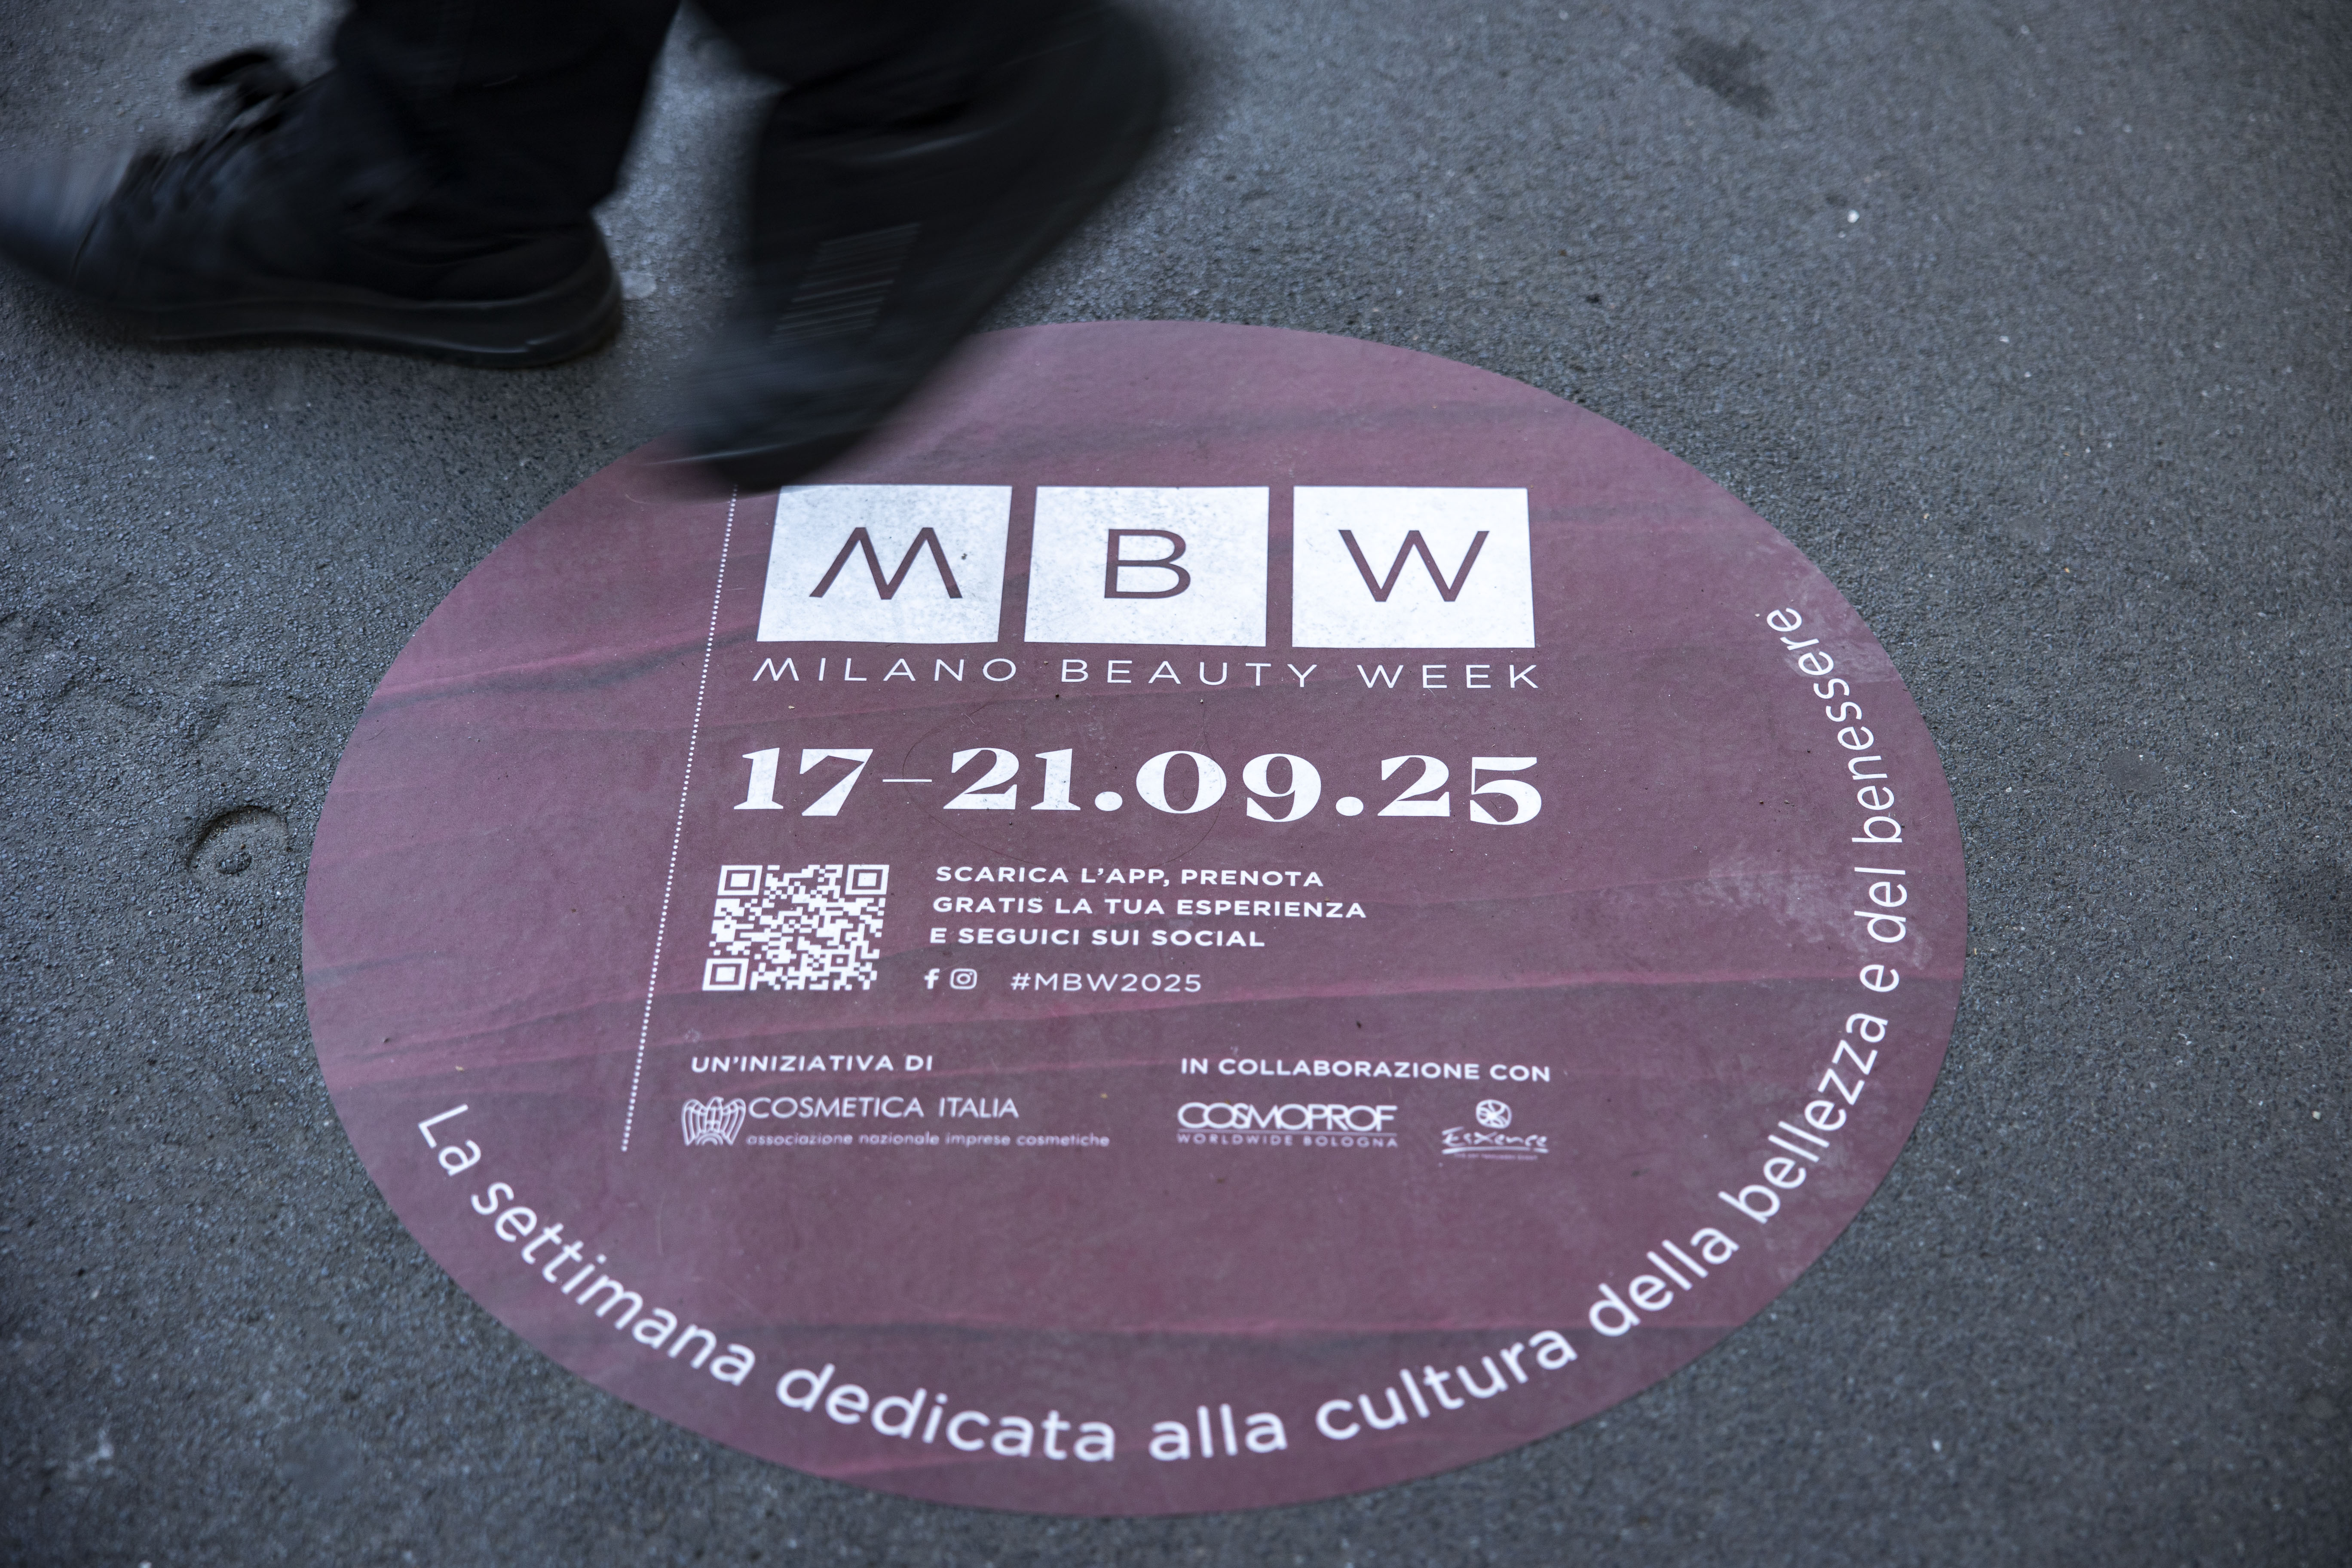 M B W
MILANO BEAUTY WEEK
17–21.09.25
SCARICA L'APP, PRENOTA
GRATIS LA TUA ESPERIENZA
E SEGUICI SUI SOCIAL
#MBW2025
UN'INIZIATIVA DI
COSMETICA ITALIA
associazione nazionale imprese cosmetiche
IN COLLABORAZIONE CON
COSMOPROF
WORLDWIDE BOLOGNA
Esxence
La settimana dedicata alla cultura della bellezza e del benessere